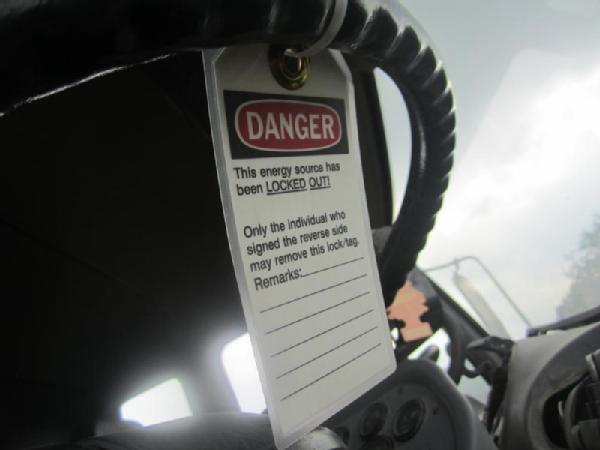 DANGER
This energy source has
been LOCKED OUT!
Only the individual who
signed the reverse side
may remove this lock/tag.
Remarks: